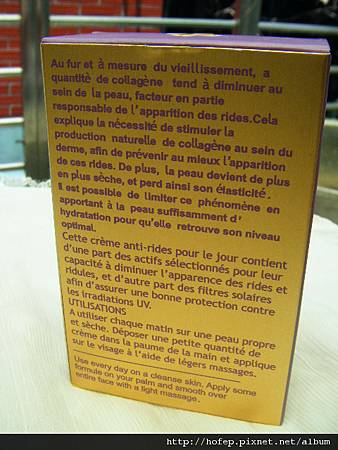 Au fur et à mesure du vieillissement, a
quantitè de collagène tend à diminuer au
sein de la peau, facteur en partie
responsabie de l'apparition des rides.Cela
explique la nécessité de stimuler la
production naturelle de collagène au sein du
derme, afin de prévenir au mieux l'apparition
de ces rides. De plus, la peau devient de plus
en plus sèche, et perd ainsi son élasticité.
Il est possible de limiter ce phénomène en
apportant à la peau suffisamment d'
hydratation pour qu'elle retrouve son niveau
optimal.
Cette crème anti-rides pour le jour contient
d'une part des actifs sélectionnés pour leur
capacité à diminuer l'apparence des rides et
ridules, et d'autre part des filtres solaires
afin d'assurer une bonne protection contre
les irradiations UV.
UTILISATIONS
A utiliser chaque matin sur une peau propre
et sèche. Déposer une petite quantité de
crème dans la paume de la main et applique
sur le visage à l'aide de légers massages.
Use every day on a cleanse skin. Apply some
formula on your palm and smooth over
entire face with a light massage.
http://hofep.pixnet.net/album